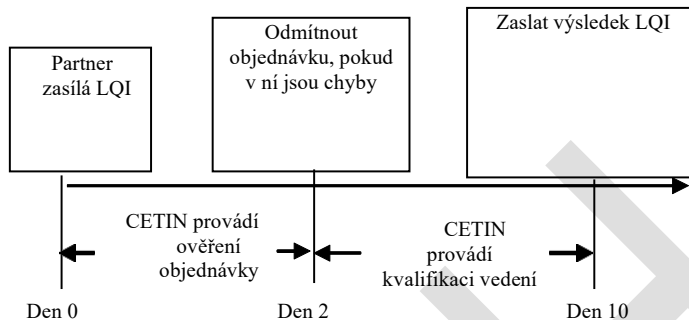 Partner
zasílá LQI
Odmítnout
objednávku, pokud
v ní jsou chyby
Zaslat výsledek LQI
CETIN provádí
ověření
objednávky
CETIN
provádí
kvalifikaci vedení
Den 0
Den 2
Den 10